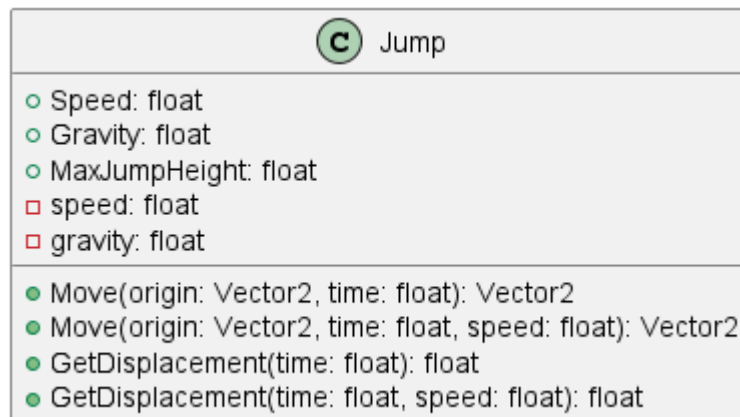 C Jump
Speed: float
Gravity: float
MaxJumpHeight: float
speed: float
gravity: float
Move(origin: Vector2, time: float): Vector2
Move(origin: Vector2, time: float, speed: float): Vector2
GetDisplacement(time: float): float
GetDisplacement(time: float, speed: float): float